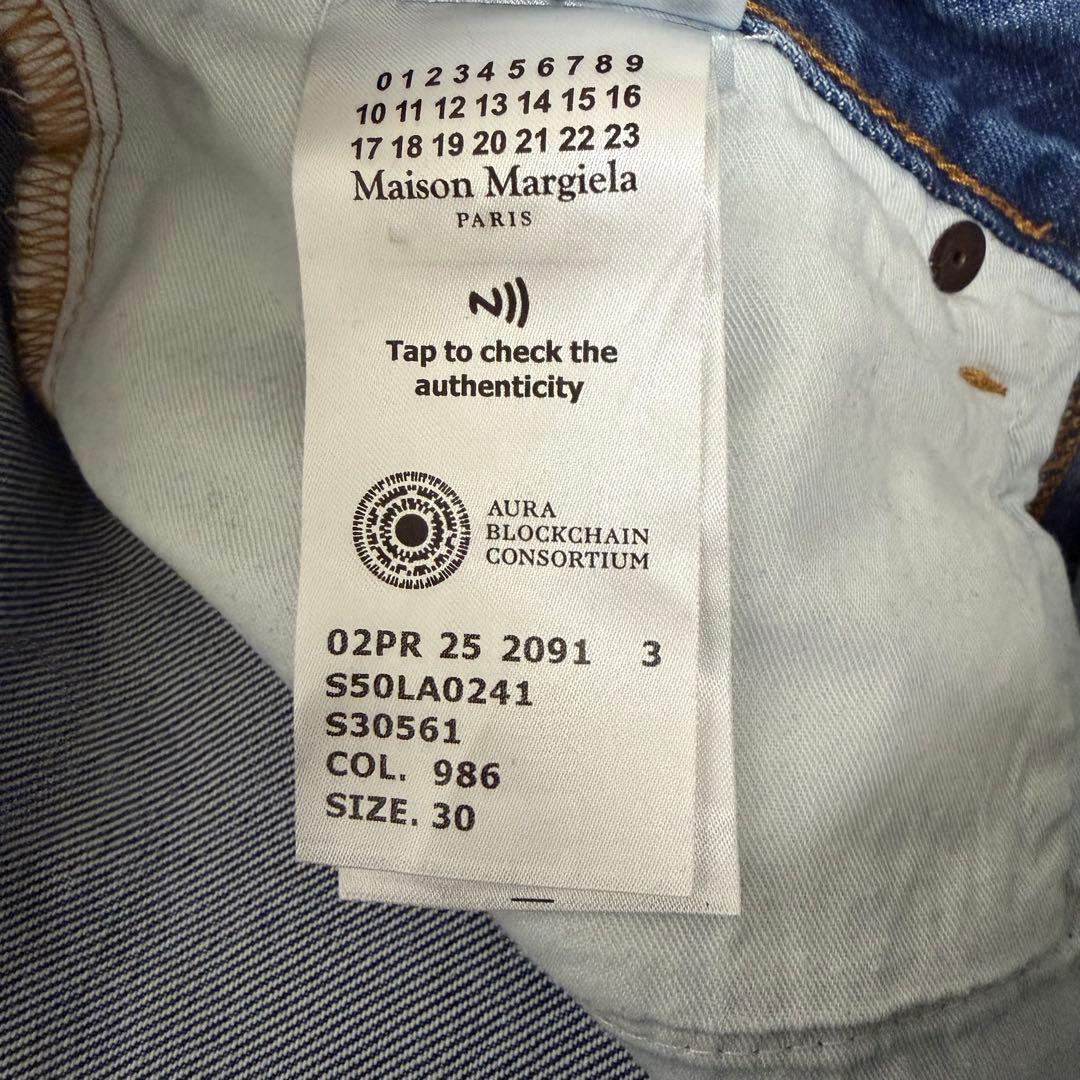 0 1 2 3 4 5 6 7 8 9
10 11 12 13 14 15 16
17 18 19 20 21 22 23
Maison Margiela
PARIS
Tap to check the
authenticity
AURA
BLOCKCHAIN
CONSORTIUM
02PR 25 2091 3
S50LA0241
S30561
COL. 986
SIZE. 30